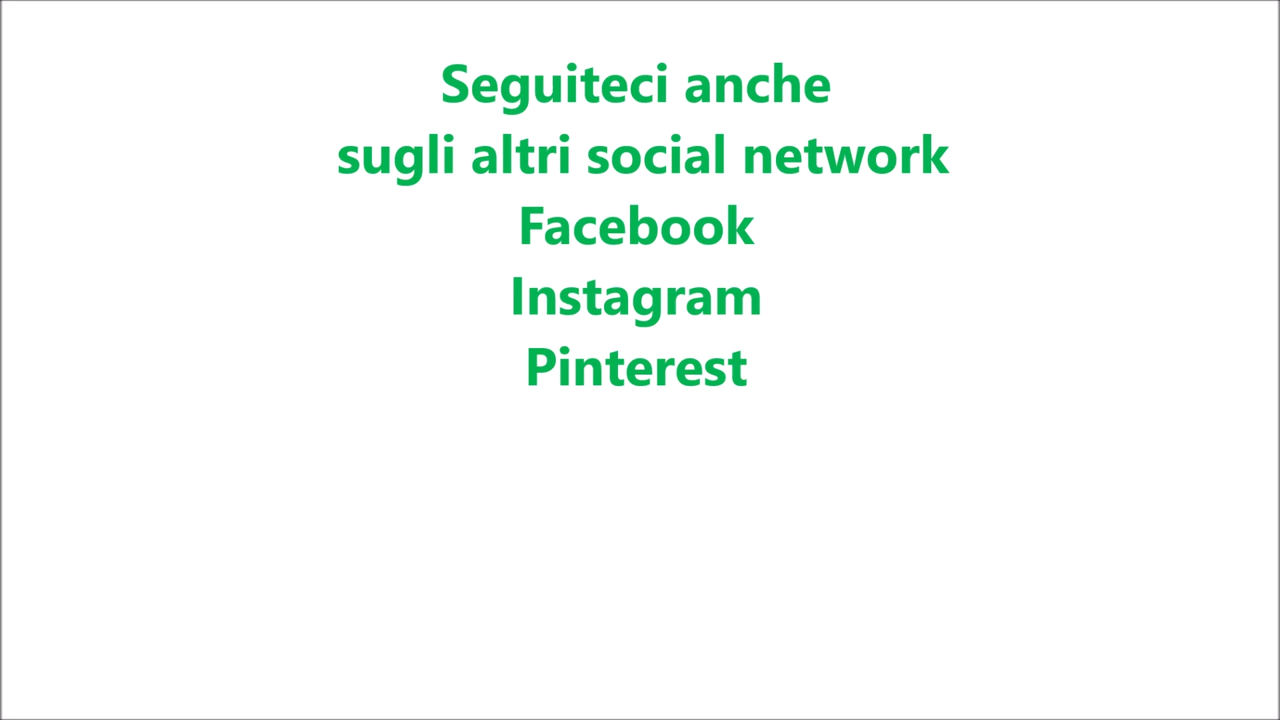 Seguiteci anche
sugli altri social network
Facebook
Instagram
Pinterest